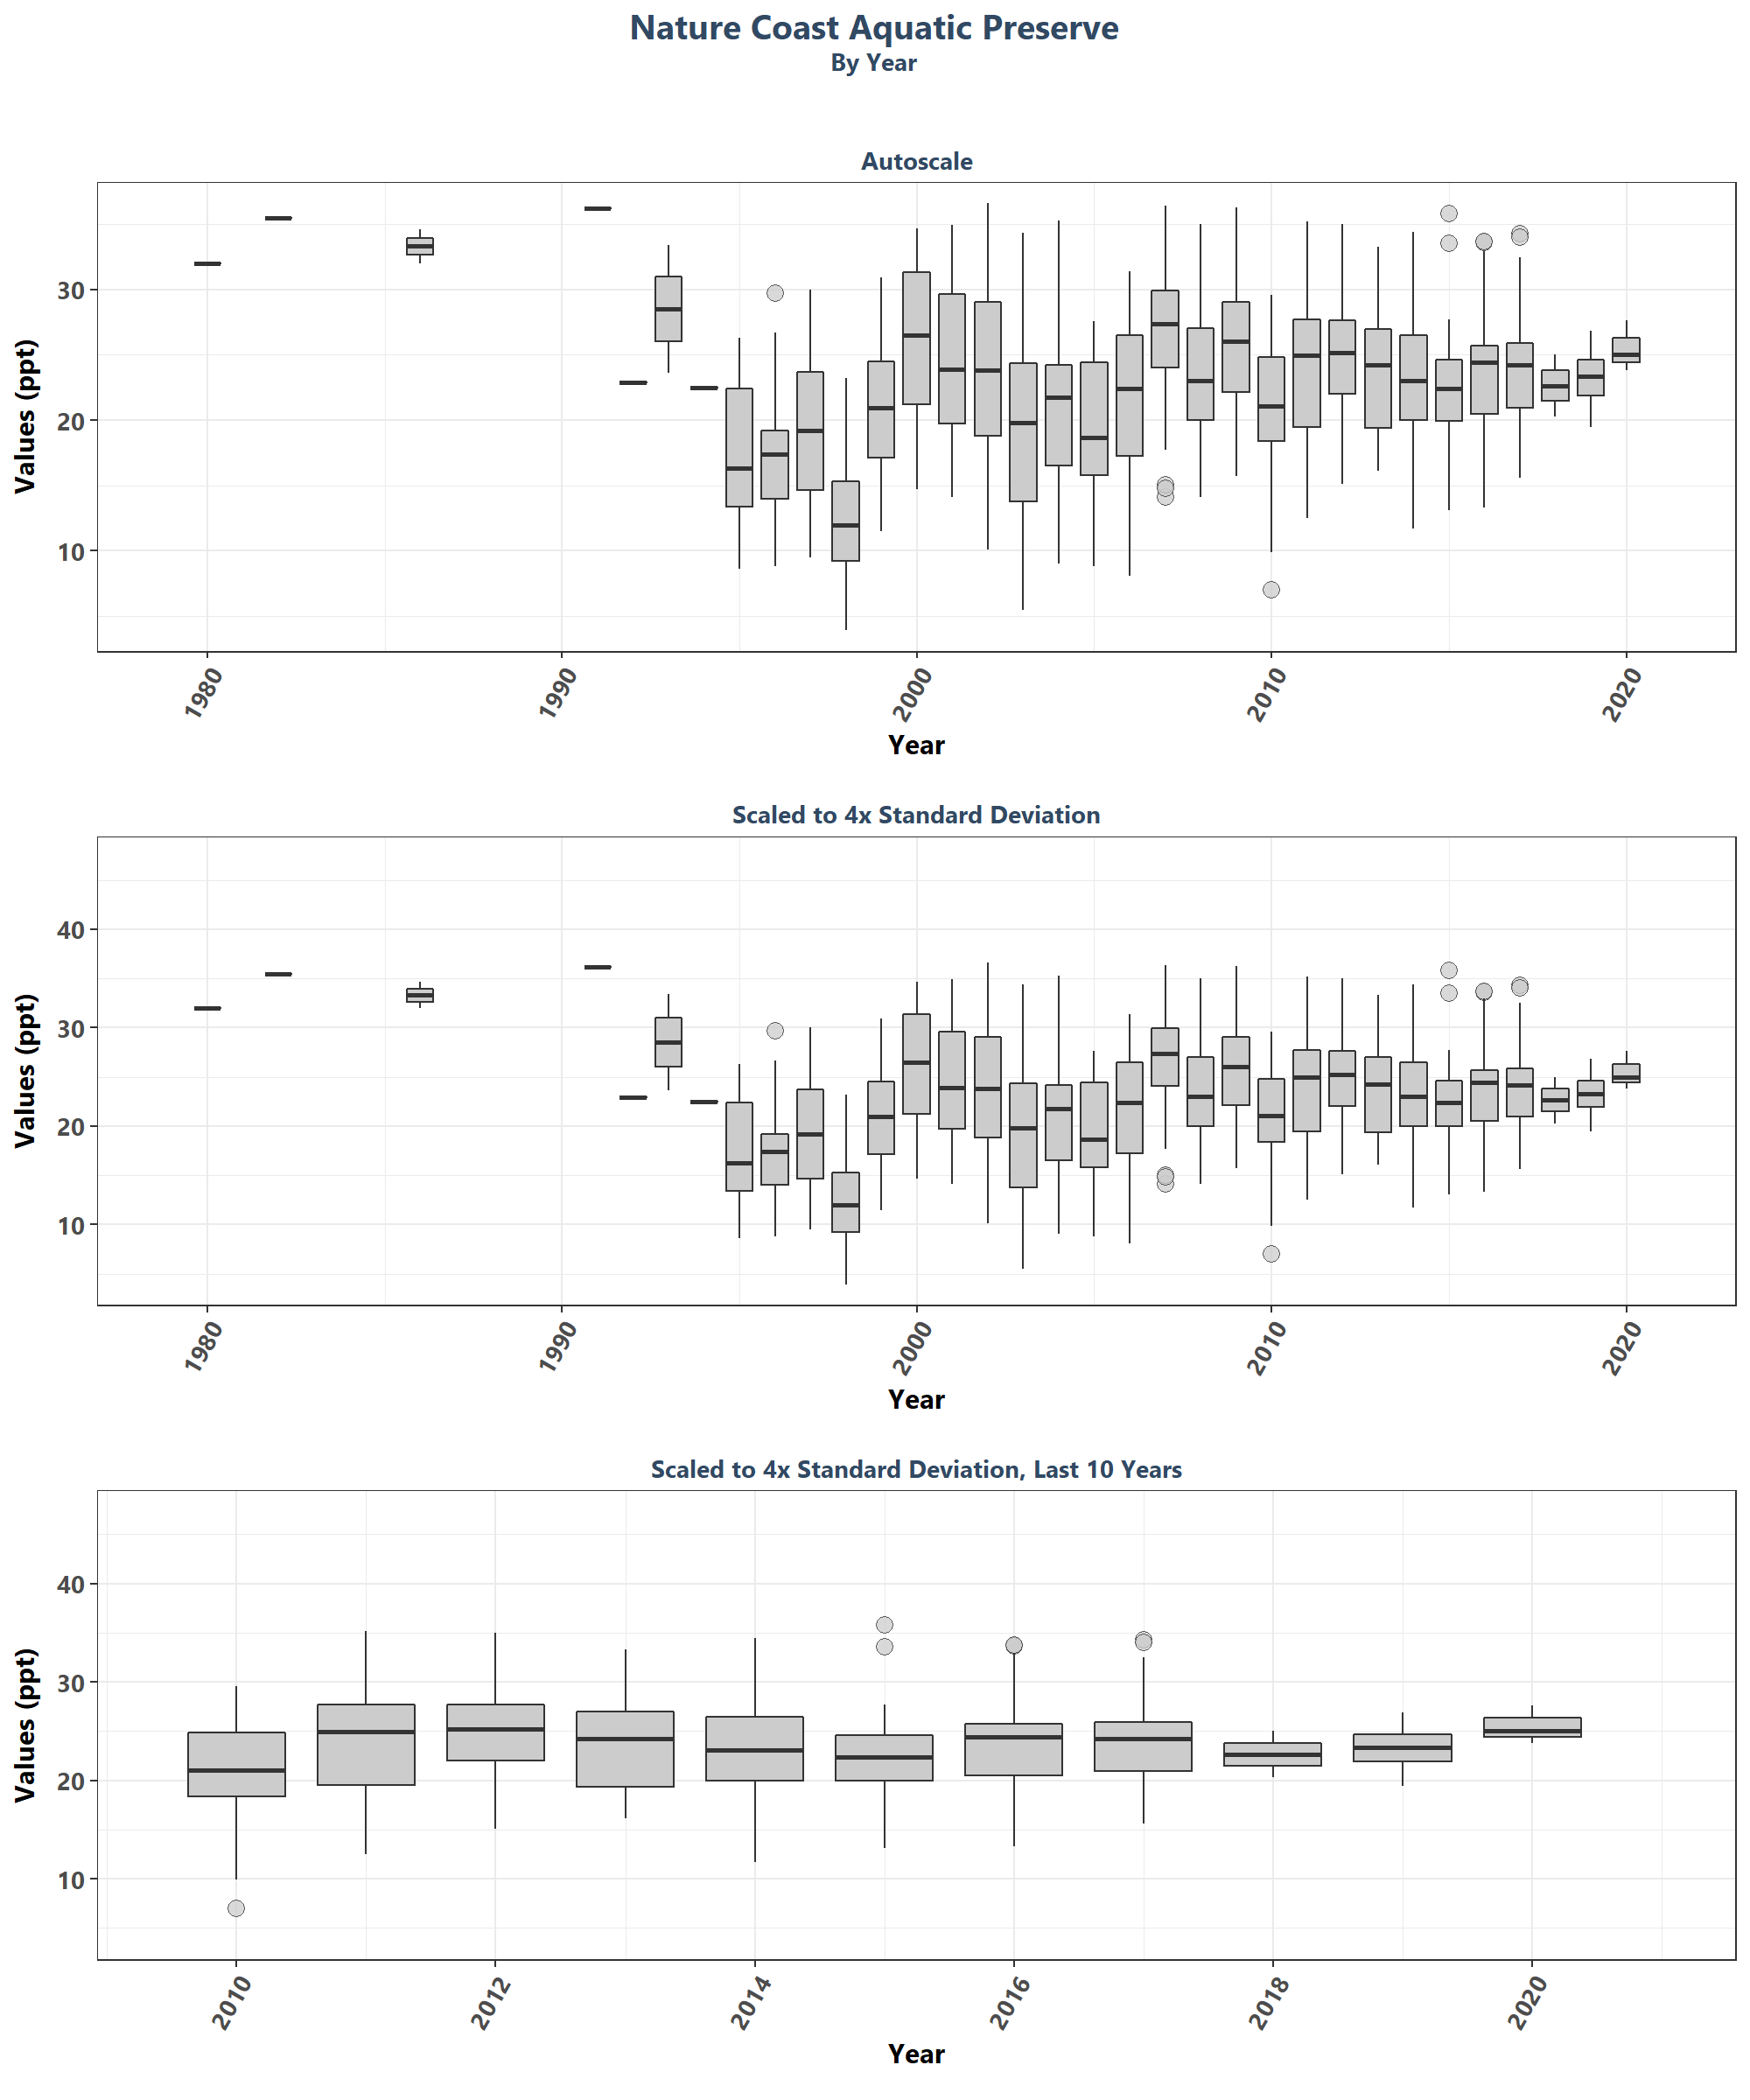 Nature Coast Aquatic Preserve
By Year
Autoscale
Values (ppt)
30
20
10
1980
1990
2000
2010
2020
Year
Scaled to 4x Standard Deviation
Values (ppt)
40
30
20
10
1980
1990
2000
2010
2020
Year
Scaled to 4x Standard Deviation, Last 10 Years
Values (ppt)
40
30
20
10
2010
2012
2014
2016
2018
2020
Year